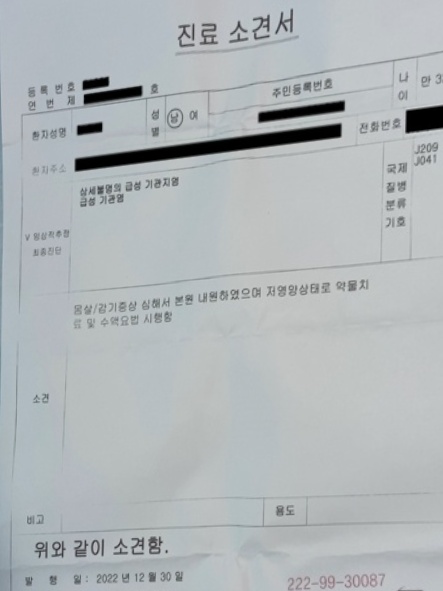 진료 소견서
등록 번호
연 번 제 호
환자성명 성별 남 여 주민등록번호 나이 만 3
환자주소 전화번호
V 임상적추정
최종진단
상세불명의 급성 기관지염
급성 기관염
국제
질병
분류
기호
J209
J041
소견
몸살/감기증상 심해서 본원 내원하였으며 저영양상태로 약물치
료 및 수액요법 시행함
비고 용도
위와 같이 소견함.
발 행 일: 2022 년 12 월 30 일
222-99-30087